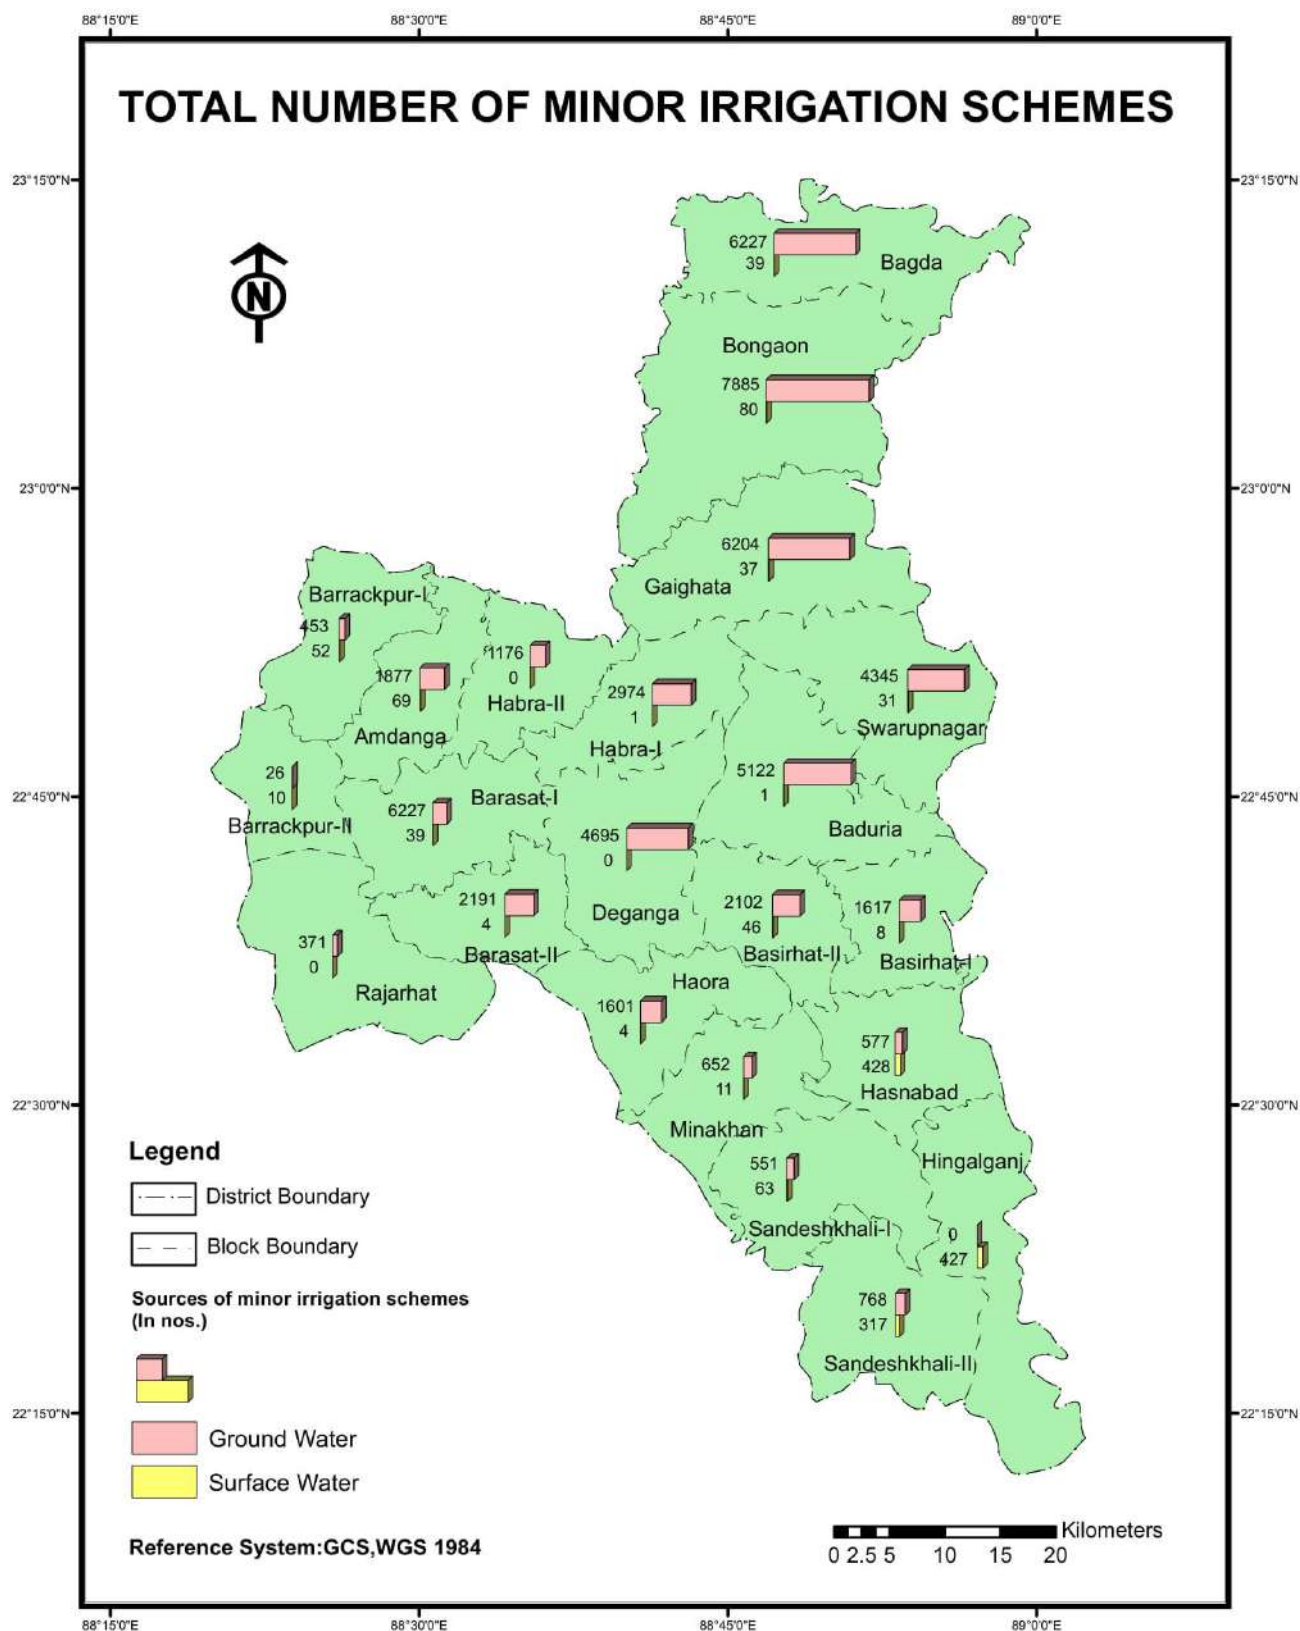 88°15'0"E 88°30'0"E 88°45'0"E 89°0'0"E
TOTAL NUMBER OF MINOR IRRIGATION SCHEMES
23°15'0"N 23°15'0"N
N
6227
39
Bagda
Bongaon
7885
80
23°0'0"N 23°0'0"N
6204
37
Gaighata
Barrackpur-I
453
52
1877
69
Amdanga
1176
0
Habra-II
2974
1
Habra-I
4345
31
Swarupnagar
26
10
Barrackpur-II
22°45'0"N 22°45'0"N
6227
39
Barasat-I
5122
1
Baduria
4695
0
Deganga
2191
4
Barasat-II
2102
46
Basirhat-II
1617
8
Basirhat-I
371
0
Rajarhat
Haora
1601
4
652
11
Minakhan
577
428
Hasnabad
22°30'0"N 22°30'0"N
551
63
Sandeshkhali-I
Hingalganj
0
427
768
317
Sandeshkhali-II
Legend
District Boundary
Block Boundary
Sources of minor irrigation schemes
(In nos.)
22°15'0"N 22°15'0"N
Ground Water
Surface Water
Reference System:GCS,WGS 1984
Kilometers
0 2.5 5 10 15 20
88°15'0"E 88°30'0"E 88°45'0"E 89°0'0"E